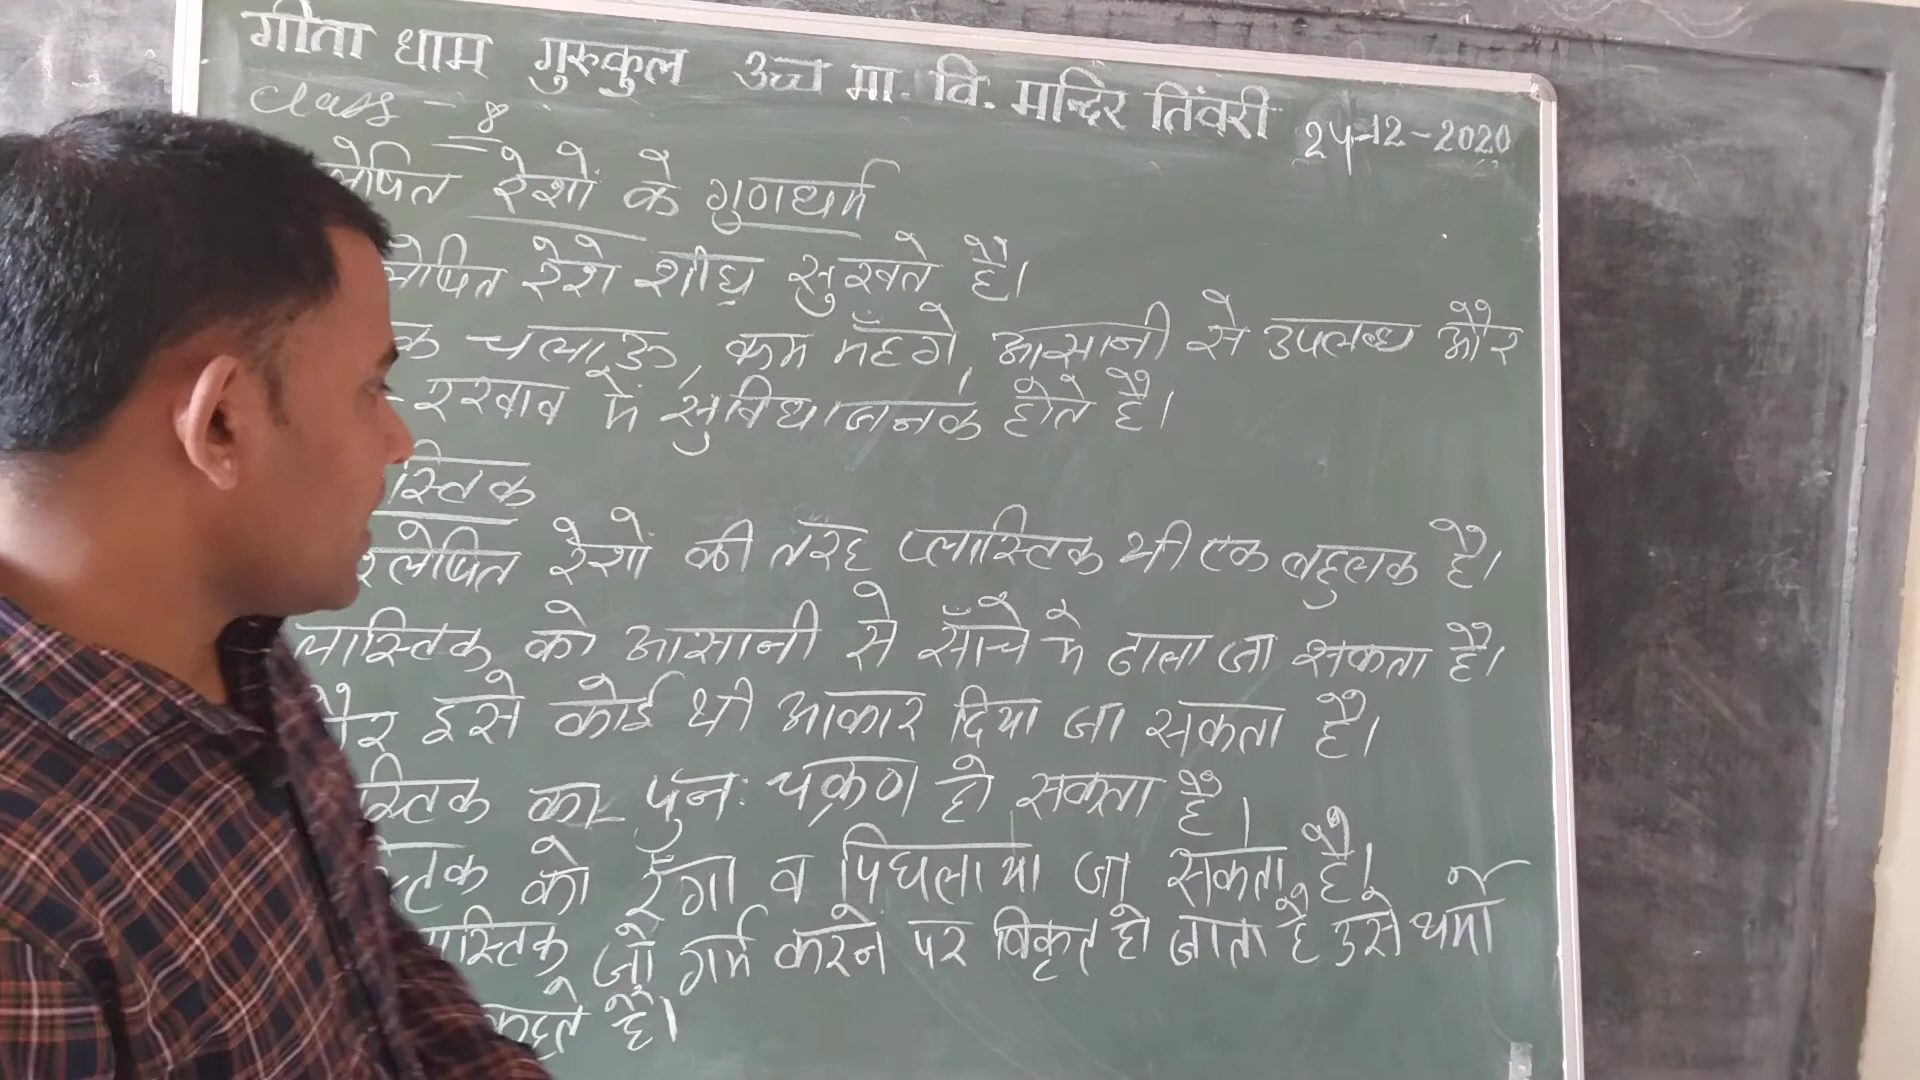 गीता धाम गुरुकुल उच्च मा. वि. मन्दिर तिंवरी 24-12-2020
class - 8
लेषित रेशों के गुणधर्म
लेषित रेशे शीघ्र सुखते है।
क चलाऊ, कम मँहगे, आसानी से उपलब्ध और
- रखाव में सुविधाजनक होते है।
ास्टिक
श्लेषित रेशों की तरह प्लास्टिक भी एक बहुलक है।
लास्टिक को आसानी से साँचे मे ढाला जा सकता है।
ौर इसे कोई भी आकार दिया जा सकता है।
स्टिक का पुन: चक्रण हो सकता है।
स्टिक को रँगा व पिघलाया जा सकता है।
लास्टिक जो गर्म करने पर विकृत हो जाता है उसे थर्मो
कहते है।